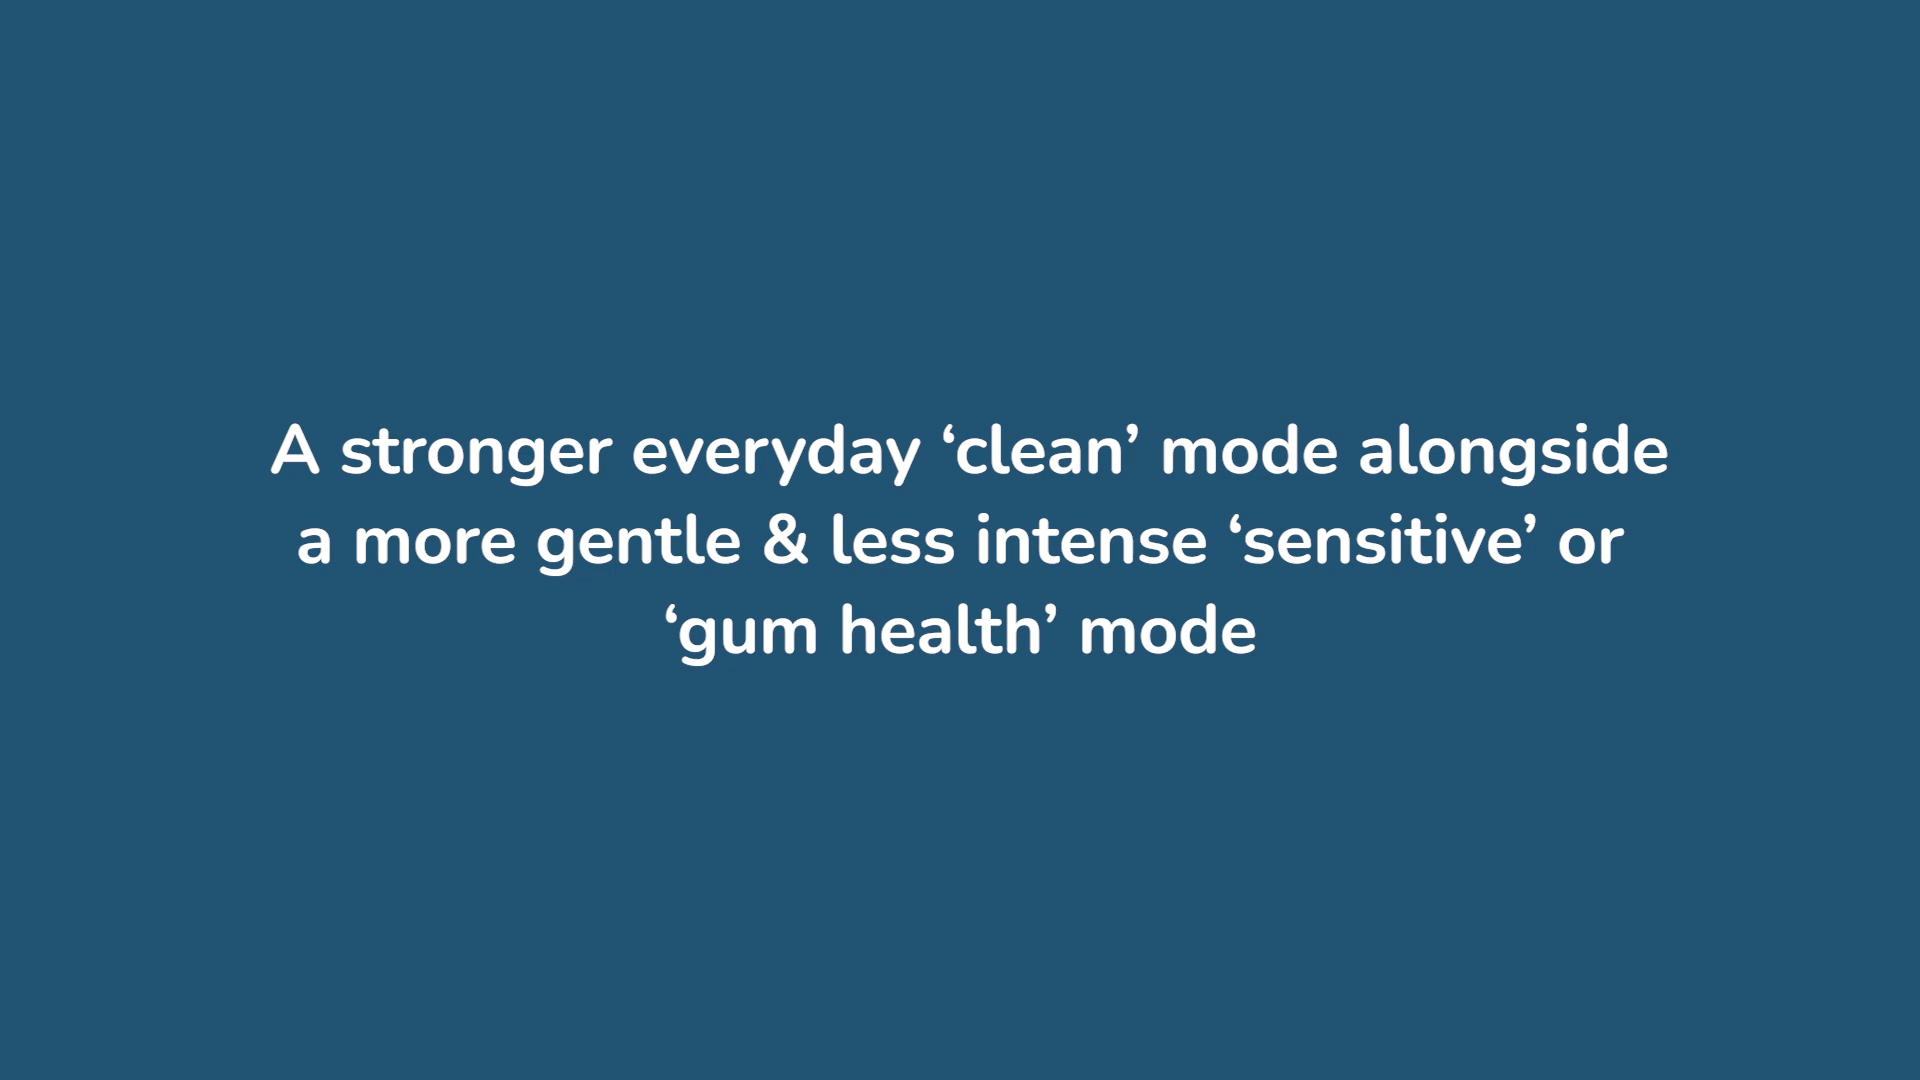 A stronger everyday ‘clean’ mode alongside
a more gentle & less intense ‘sensitive’ or
‘gum health’ mode